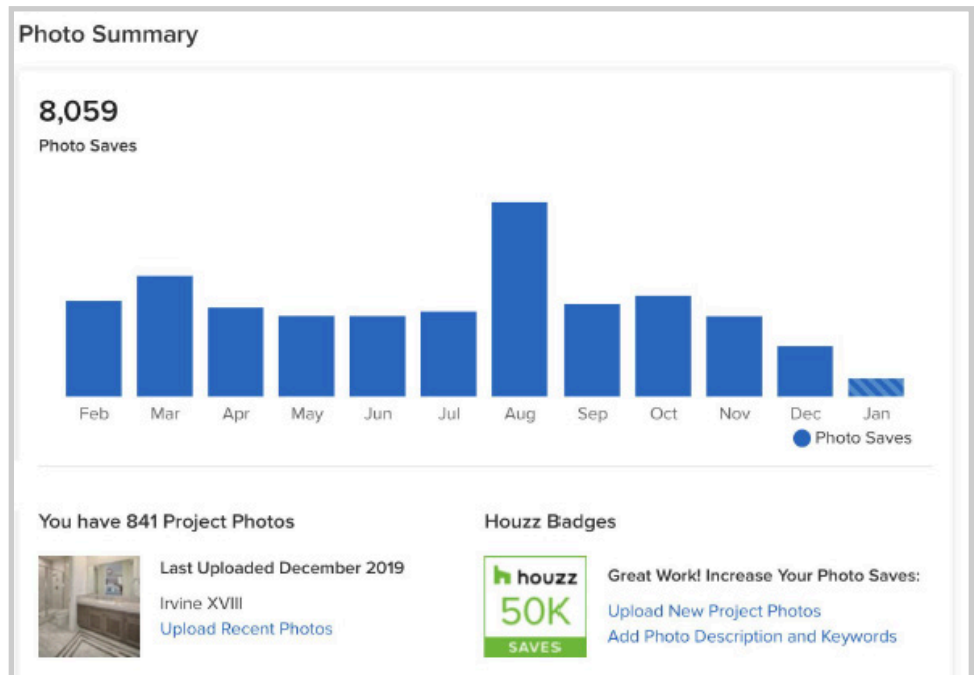 Photo Summary
8,059
Photo Saves
Feb Mar Apr May Jun Jul Aug Sep Oct Nov Dec Jan
Photo Saves
You have 841 Project Photos
Last Uploaded December 2019
Irvine XVIII
Upload Recent Photos
Houzz Badges
houzz
50K
SAVES
Great Work! Increase Your Photo Saves:
Upload New Project Photos
Add Photo Description and Keywords